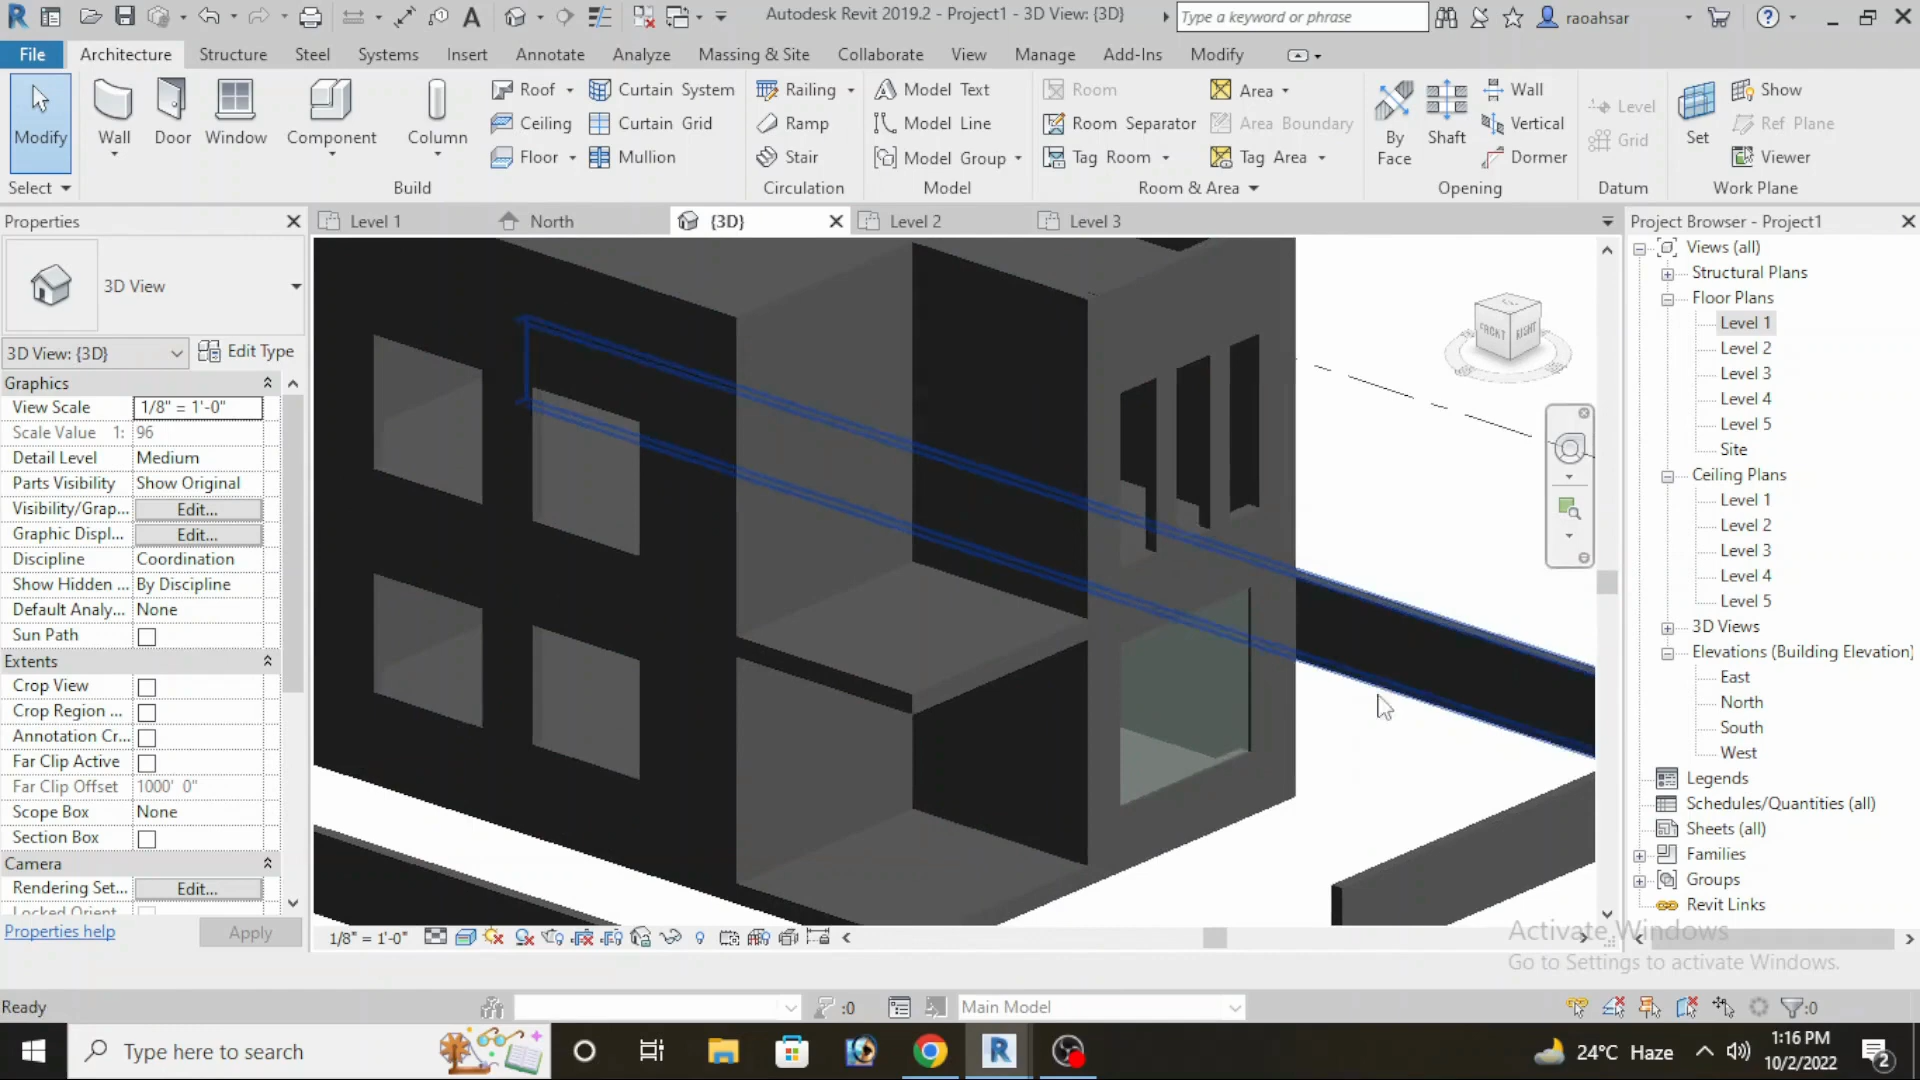 Autodesk Revit 2019.2 - Project1 - 3D View: {3D}
Type a keyword or phrase
raoahsar
File Architecture Structure Steel Systems Insert Annotate Analyze Massing & Site Collaborate View Manage Add-Ins Modify
Modify
Wall
Door
Window
Component
Column
Roof
Ceiling
Floor
Curtain System
Curtain Grid
Mullion
Railing
Ramp
Stair
Model Text
Model Line
Model Group
Room
Room Separator
Tag Room
Area
Area Boundary
Tag Area
By
Face
Shaft
Wall
Vertical
Dormer
Level
Grid
Set
Show
Ref Plane
Viewer
Select
Build
Circulation
Model
Room & Area
Opening
Datum
Work Plane
Properties
Level 1
North
{3D}
Level 2
Level 3
Project Browser - Project1
3D View
3D View: {3D}
Edit Type
Graphics
View Scale 1/8" = 1'-0"
Scale Value 1: 96
Detail Level Medium
Parts Visibility Show Original
Visibility/Grap... Edit...
Graphic Displ... Edit...
Discipline Coordination
Show Hidden ... By Discipline
Default Analy... None
Sun Path
Extents
Crop View
Crop Region ...
Annotation Cr...
Far Clip Active
Far Clip Offset 1000' 0"
Scope Box None
Section Box
Camera
Rendering Set... Edit...
Locked Orient
Properties help
Apply
FRONT
RIGHT
Views (all)
Structural Plans
Floor Plans
Level 1
Level 2
Level 3
Level 4
Level 5
Site
Ceiling Plans
Level 1
Level 2
Level 3
Level 4
Level 5
3D Views
Elevations (Building Elevation)
East
North
South
West
Legends
Schedules/Quantities (all)
Sheets (all)
Families
Groups
Revit Links
1/8" = 1'-0"
Activate Windows
Go to Settings to activate Windows.
Ready
:0
Main Model
:0
Type here to search
24°C Haze
1:16 PM
10/2/2022
2